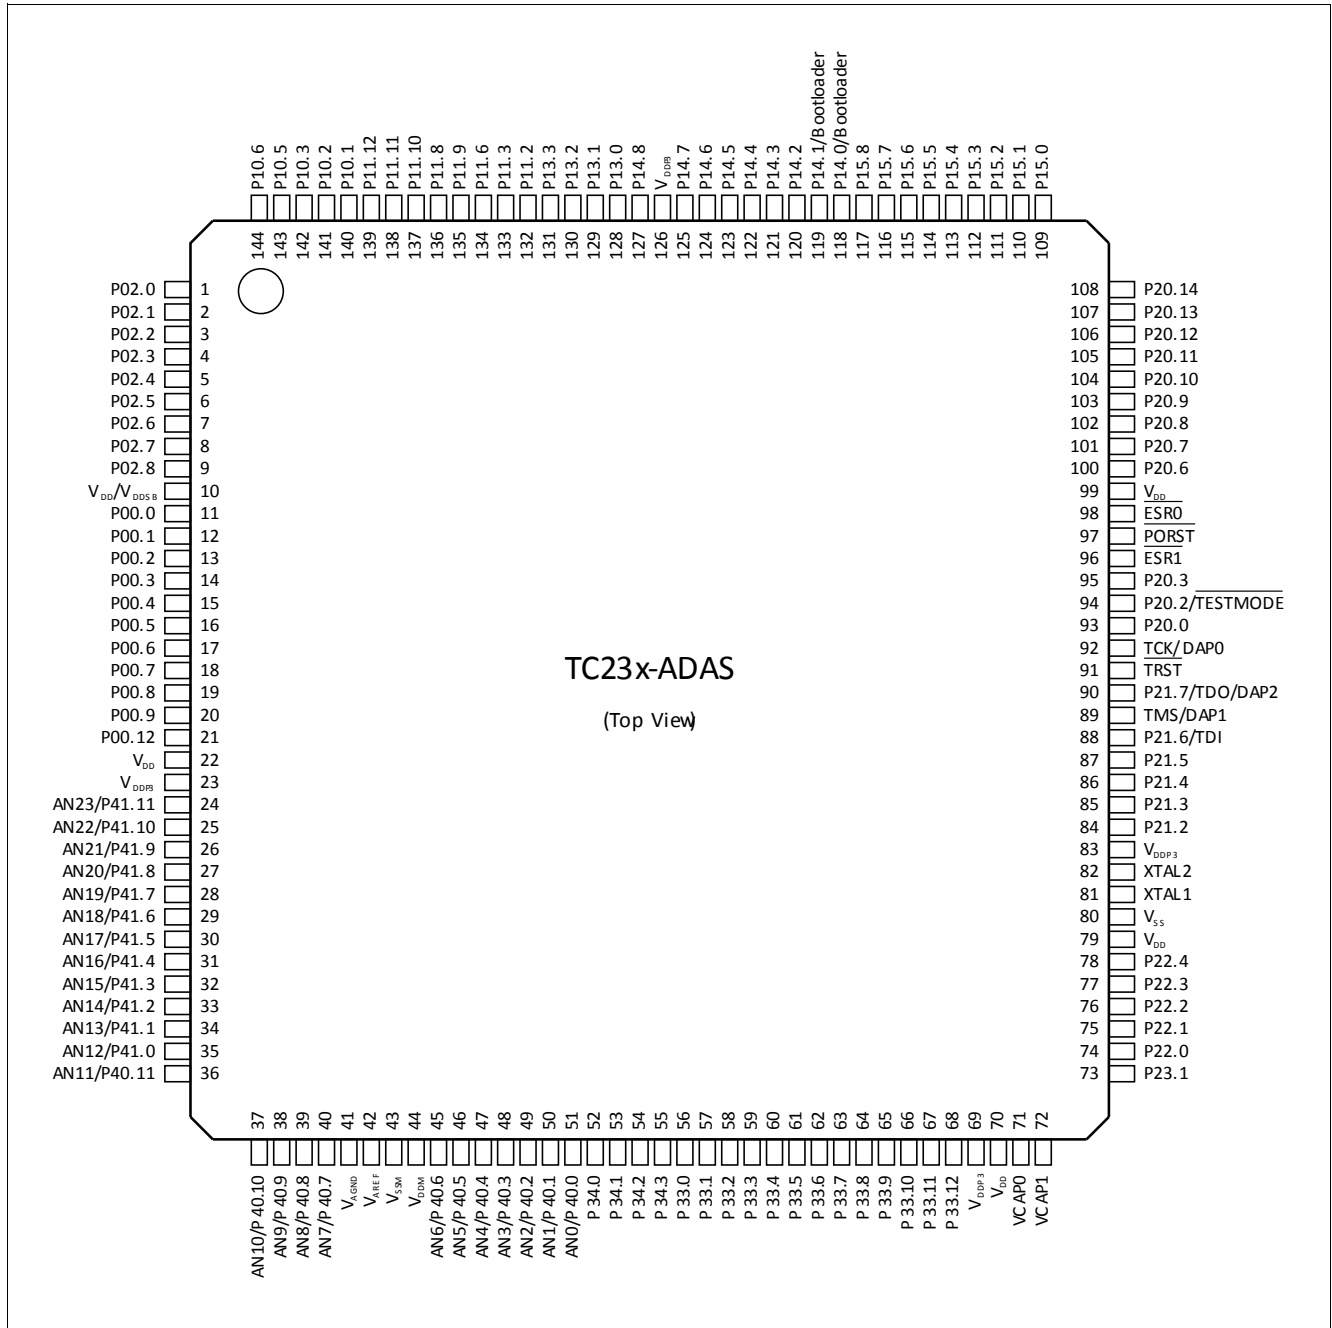 P10.6
P10.5
P10.3
P10.2
P10.1
P11.12
P11.11
P11.10
P11.8
P11.9
P11.6
P11.3
P11.2
P13.3
P13.2
P13.1
P13.0
P14.8
VDDP3
P14.7
P14.6
P14.5
P14.4
P14.3
P14.2
P14.1/Bootloader
P14.0/Bootloader
P15.8
P15.7
P15.6
P15.5
P15.4
P15.3
P15.2
P15.1
P15.0
144
143
142
141
140
139
138
137
136
135
134
133
132
131
130
129
128
127
126
125
124
123
122
121
120
119
118
117
116
115
114
113
112
111
110
109
P02.0 1
P02.1 2
P02.2 3
P02.3 4
P02.4 5
P02.5 6
P02.6 7
P02.7 8
P02.8 9
VDD/VDDSB 10
P00.0 11
P00.1 12
P00.2 13
P00.3 14
P00.4 15
P00.5 16
P00.6 17
P00.7 18
P00.8 19
P00.9 20
P00.12 21
VDD 22
VDDP3 23
AN23/P41.11 24
AN22/P41.10 25
AN21/P41.9 26
AN20/P41.8 27
AN19/P41.7 28
AN18/P41.6 29
AN17/P41.5 30
AN16/P41.4 31
AN15/P41.3 32
AN14/P41.2 33
AN13/P41.1 34
AN12/P41.0 35
AN11/P40.11 36
TC23x-ADAS
(Top View)
108 P20.14
107 P20.13
106 P20.12
105 P20.11
104 P20.10
103 P20.9
102 P20.8
101 P20.7
100 P20.6
99 VDD
98 ESR0
97 PORST
96 ESR1
95 P20.3
94 P20.2/TESTMODE
93 P20.0
92 TCK/DAP0
91 TRST
90 P21.7/TDO/DAP2
89 TMS/DAP1
88 P21.6/TDI
87 P21.5
86 P21.4
85 P21.3
84 P21.2
83 VDDP3
82 XTAL2
81 XTAL1
80 VSS
79 VDD
78 P22.4
77 P22.3
76 P22.2
75 P22.1
74 P22.0
73 P23.1
37
38
39
40
41
42
43
44
45
46
47
48
49
50
51
52
53
54
55
56
57
58
59
60
61
62
63
64
65
66
67
68
69
70
71
72
AN10/P40.10
AN9/P40.9
AN8/P40.8
AN7/P40.7
VAGND
VAREF
VSSM
VDDM
AN6/P40.6
AN5/P40.5
AN4/P40.4
AN3/P40.3
AN2/P40.2
AN1/P40.1
AN0/P40.0
P34.0
P34.1
P34.2
P34.3
P33.0
P33.1
P33.2
P33.3
P33.4
P33.5
P33.6
P33.7
P33.8
P33.9
P33.10
P33.11
P33.12
VDDP3
VDD
VCAP0
VCAP1